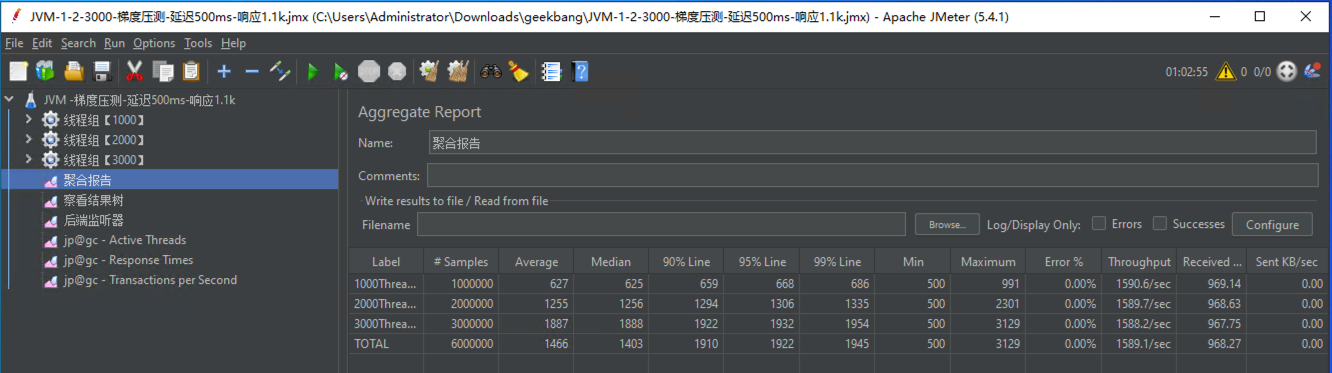 JVM-1-2-3000-梯度压测-延迟500ms-响应1.1k.jmx (C:\Users\Administrator\Downloads\geekbang\JVM-1-2-3000-梯度压测-延迟500ms-响应1.1k.jmx) - Apache JMeter (5.4.1)
File Edit Search Run Options Tools Help
01:02:55 0 0/0
JVM -梯度压测-延迟500ms-响应1.1k
线程组【1000】
线程组【2000】
线程组【3000】
聚合报告
察看结果树
后端监听器
jp@gc - Active Threads
jp@gc - Response Times
jp@gc - Transactions per Second
Aggregate Report
Name: 聚合报告
Comments:
Write results to file / Read from file
Filename Browse... Log/Display Only: Errors Successes Configure
Label # Samples Average Median 90% Line 95% Line 99% Line Min Maximum Error % Throughput Received ... Sent KB/sec
1000Threa... 1000000 627 625 659 668 686 500 991 0.00% 1590.6/sec 969.14 0.00
2000Threa... 2000000 1255 1256 1294 1306 1335 500 2301 0.00% 1589.7/sec 968.63 0.00
3000Threa... 3000000 1887 1888 1922 1932 1954 500 3129 0.00% 1588.2/sec 967.75 0.00
TOTAL 6000000 1466 1403 1910 1922 1945 500 3129 0.00% 1589.1/sec 968.27 0.00